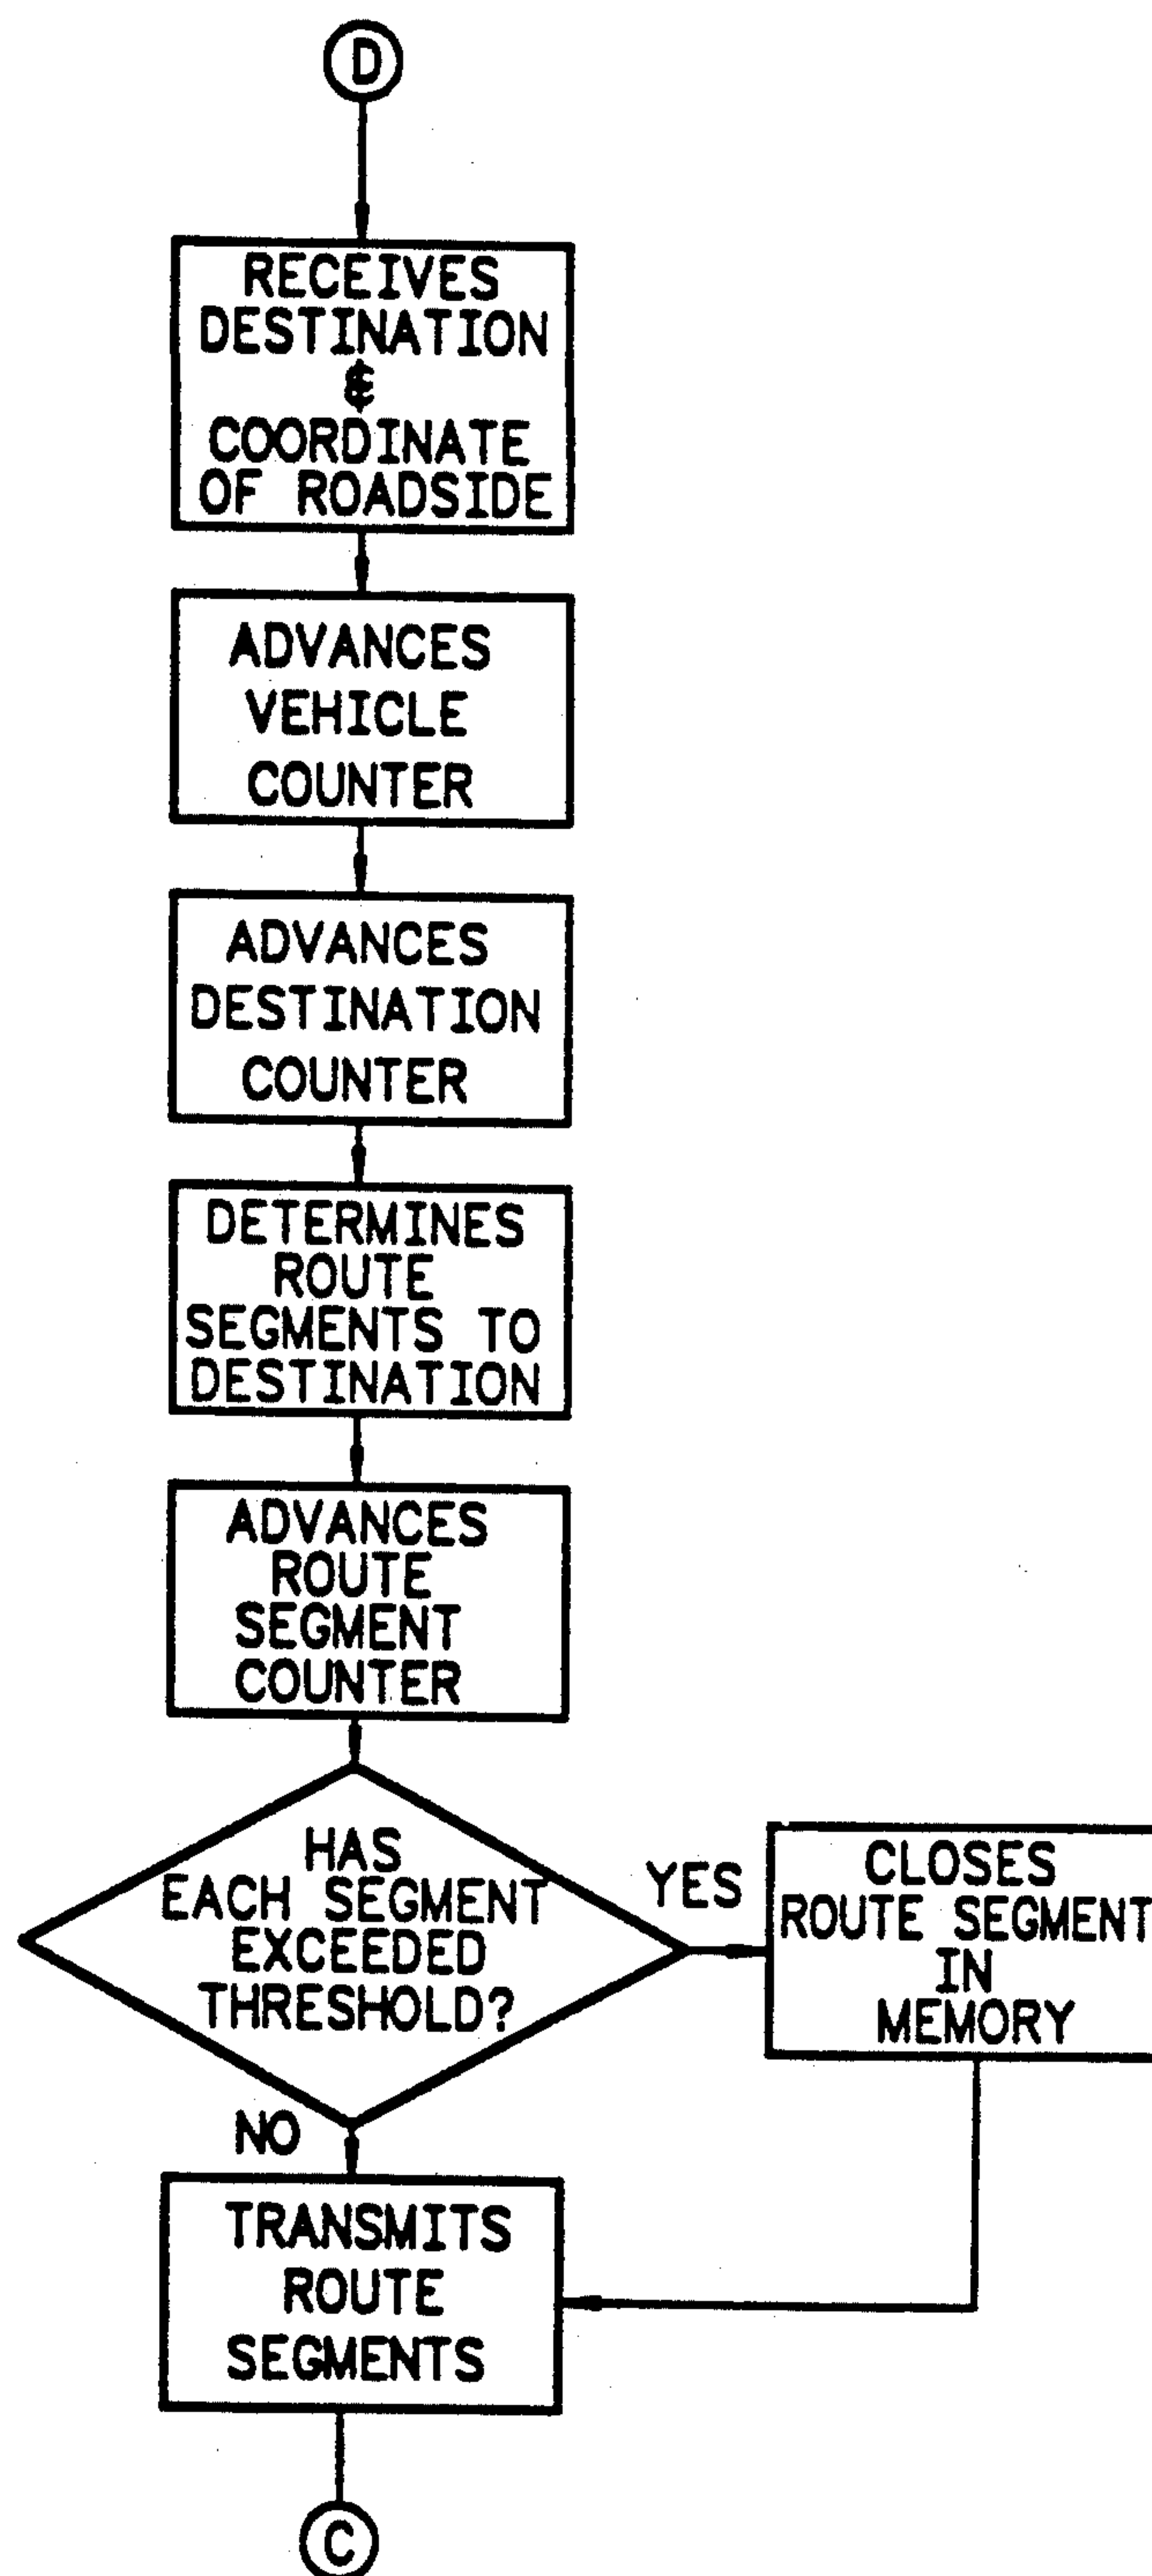 D
RECEIVES
DESTINATION
&
COORDINATE
OF ROADSIDE
ADVANCES
VEHICLE
COUNTER
ADVANCES
DESTINATION
COUNTER
DETERMINES
ROUTE
SEGMENTS TO
DESTINATION
ADVANCES
ROUTE
SEGMENT
COUNTER
HAS
EACH SEGMENT
EXCEEDED
THRESHOLD?
YES
CLOSES
ROUTE SEGMENT
IN
MEMORY
NO
TRANSMITS
ROUTE
SEGMENTS
C